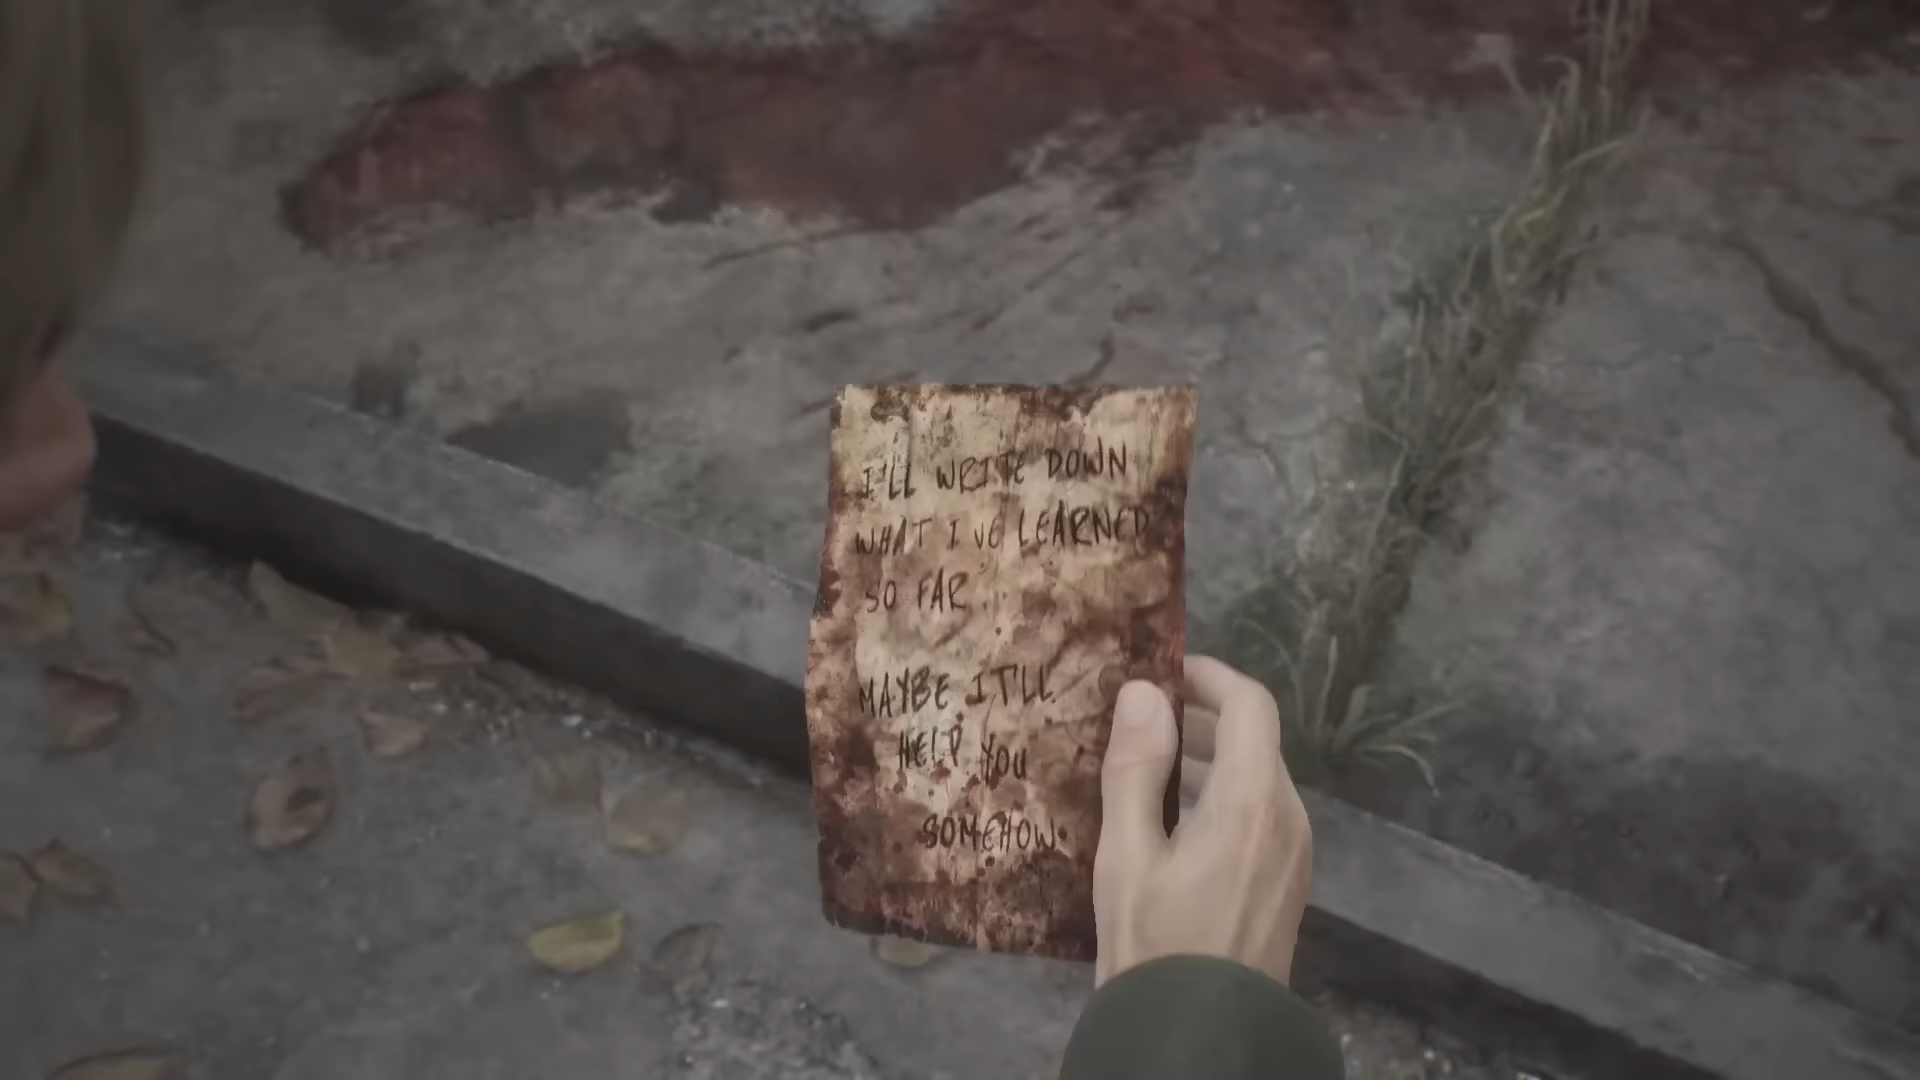 I'LL WRITE DOWN
WHAT I'VE LEARNED
SO FAR...
MAYBE IT'LL
HELP YOU
SOMEHOW.